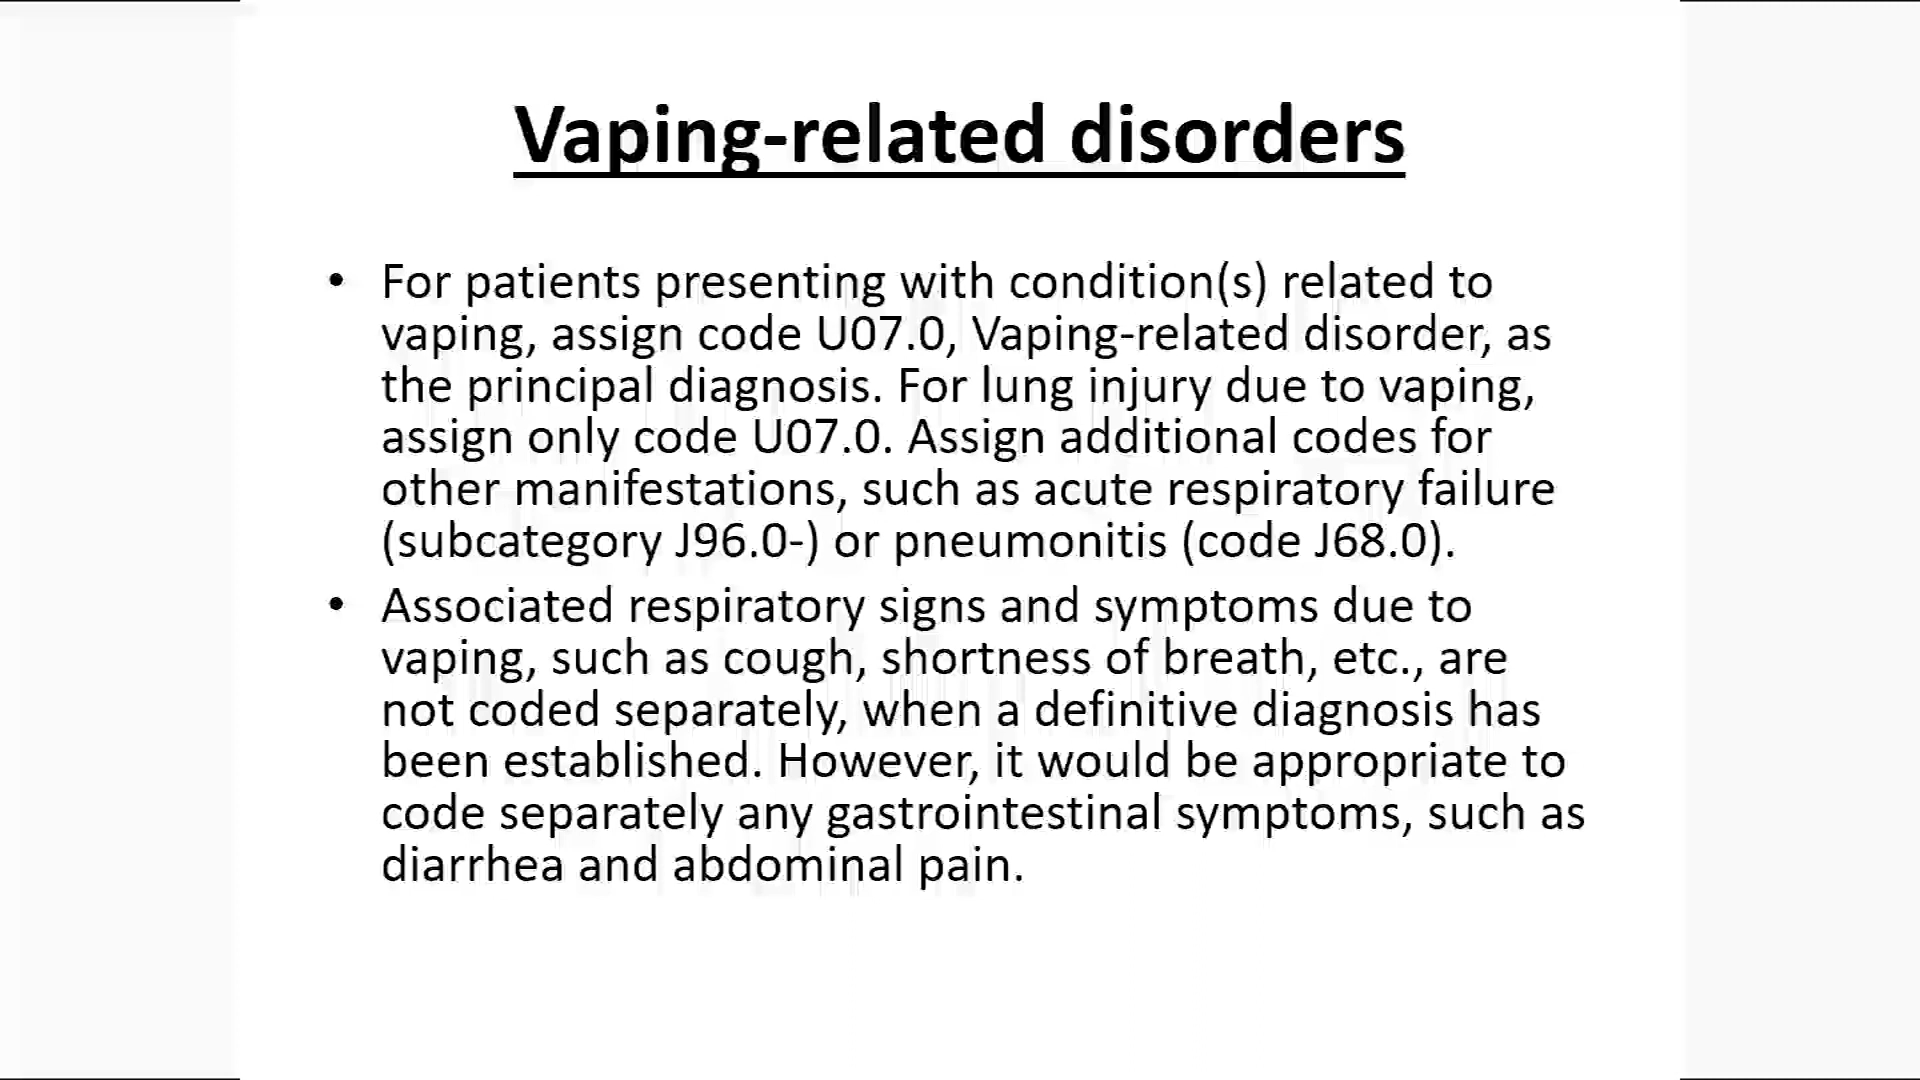 Vaping-related disorders
• For patients presenting with condition(s) related to
vaping, assign code U07.0, Vaping-related disorder, as
the principal diagnosis. For lung injury due to vaping,
assign only code U07.0. Assign additional codes for
other manifestations, such as acute respiratory failure
(subcategory J96.0-) or pneumonitis (code J68.0).
• Associated respiratory signs and symptoms due to
vaping, such as cough, shortness of breath, etc., are
not coded separately, when a definitive diagnosis has
been established. However, it would be appropriate to
code separately any gastrointestinal symptoms, such as
diarrhea and abdominal pain.